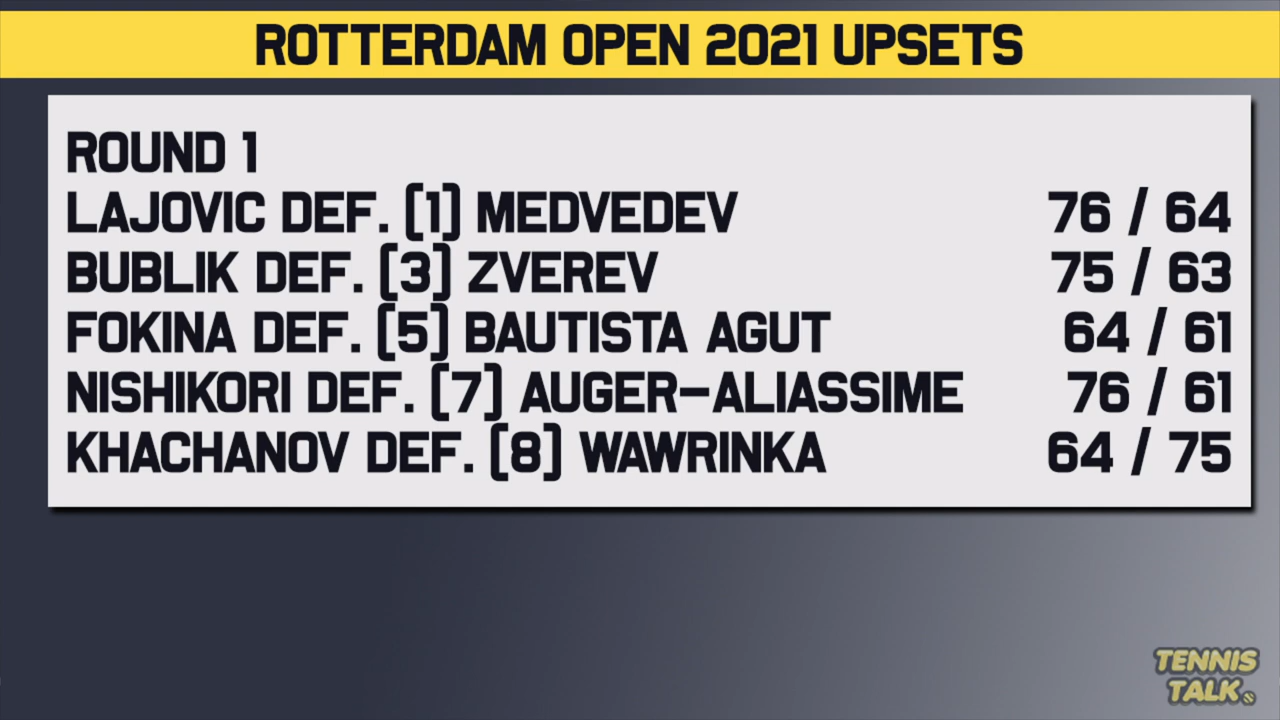 ROTTERDAM OPEN 2021 UPSETS
ROUND 1
LAJOVIC DEF. [1] MEDVEDEV 76 / 64
BUBLIK DEF. [3] ZVEREV 75 / 63
FOKINA DEF. [5] BAUTISTA AGUT 64 / 61
NISHIKORI DEF. [7] AUGER-ALIASSIME 76 / 61
KHACHANOV DEF. [8] WAWRINKA 64 / 75
TENNIS
TALK